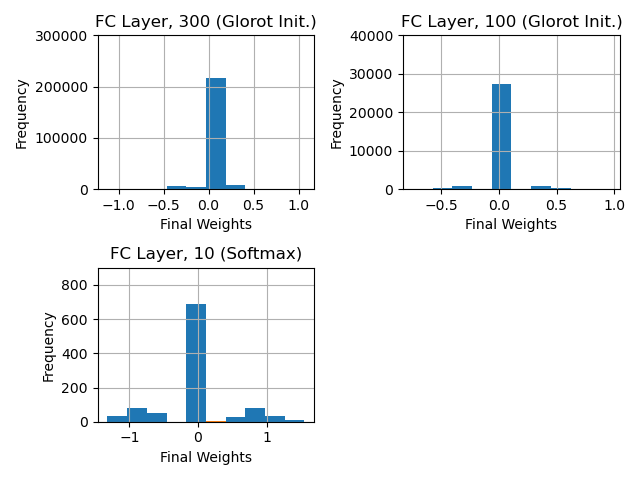 FC Layer, 300 (Glorot Init.)
300000
200000
100000
0
Frequency
−1.0 −0.5 0.0 0.5 1.0
Final Weights
FC Layer, 100 (Glorot Init.)
40000
30000
20000
10000
0
Frequency
−0.5 0.0 0.5 1.0
Final Weights
FC Layer, 10 (Softmax)
800
600
400
200
0
Frequency
−1 0 1
Final Weights